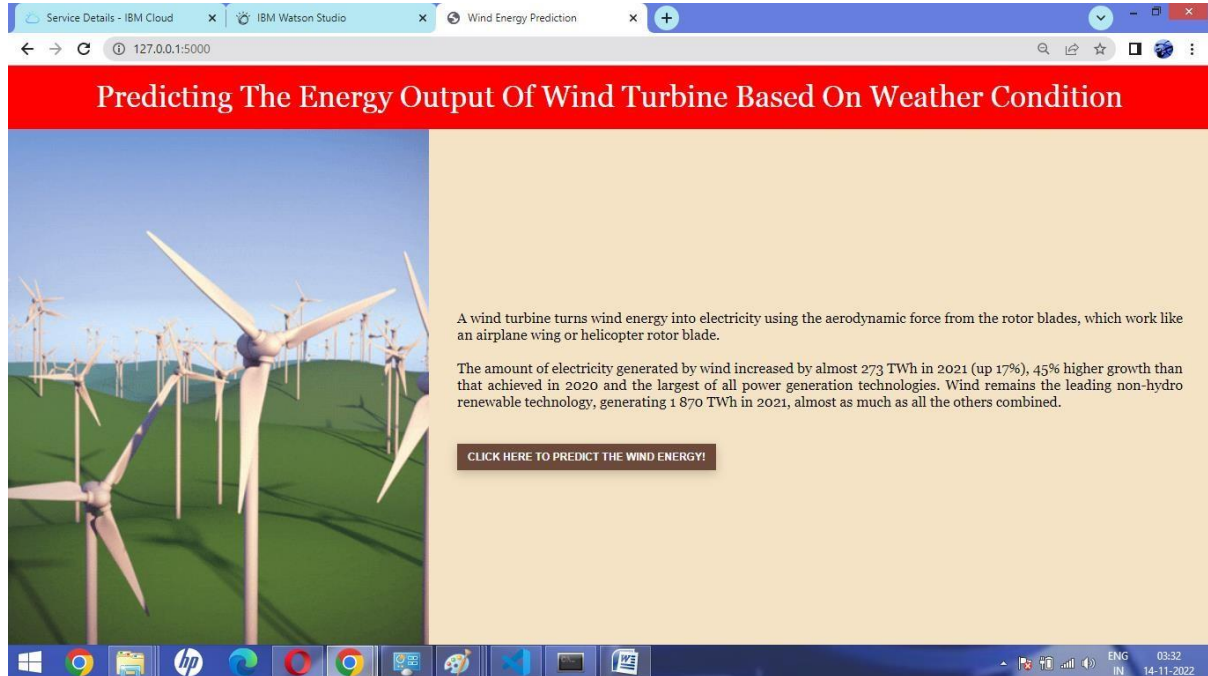 Service Details - IBM Cloud
IBM Watson Studio
Wind Energy Prediction
127.0.0.1:5000
Predicting The Energy Output Of Wind Turbine Based On Weather Condition
A wind turbine turns wind energy into electricity using the aerodynamic force from the rotor blades, which work like
an airplane wing or helicopter rotor blade.
The amount of electricity generated by wind increased by almost 273 TWh in 2021 (up 17%), 45% higher growth than
that achieved in 2020 and the largest of all power generation technologies. Wind remains the leading non-hydro
renewable technology, generating 1 870 TWh in 2021, almost as much as all the others combined.
CLICK HERE TO PREDICT THE WIND ENERGY!
hp
ENG
03:32
IN
14-11-2022